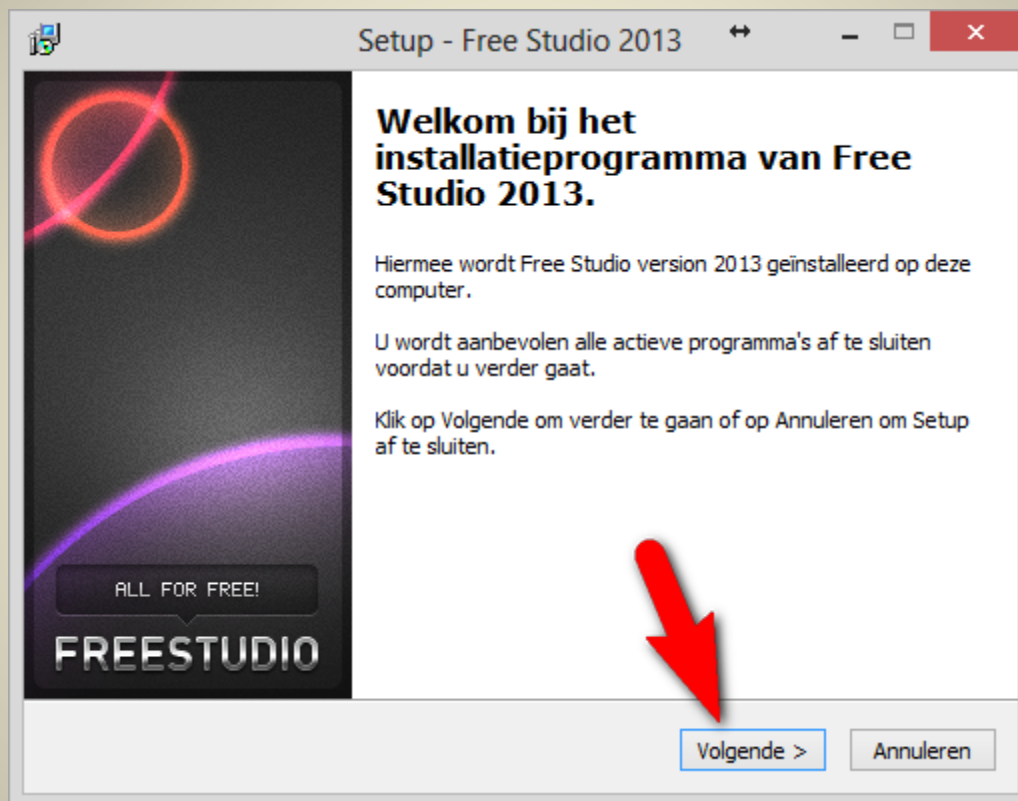 Setup - Free Studio 2013
Welkom bij het
installatieprogramma van Free
Studio 2013.
Hiermee wordt Free Studio version 2013 geïnstalleerd op deze
computer.
U wordt aanbevolen alle actieve programma's af te sluiten
voordat u verder gaat.
Klik op Volgende om verder te gaan of op Annuleren om Setup
af te sluiten.
ALL FOR FREE!
FREESTUDIO
Volgende >
Annuleren